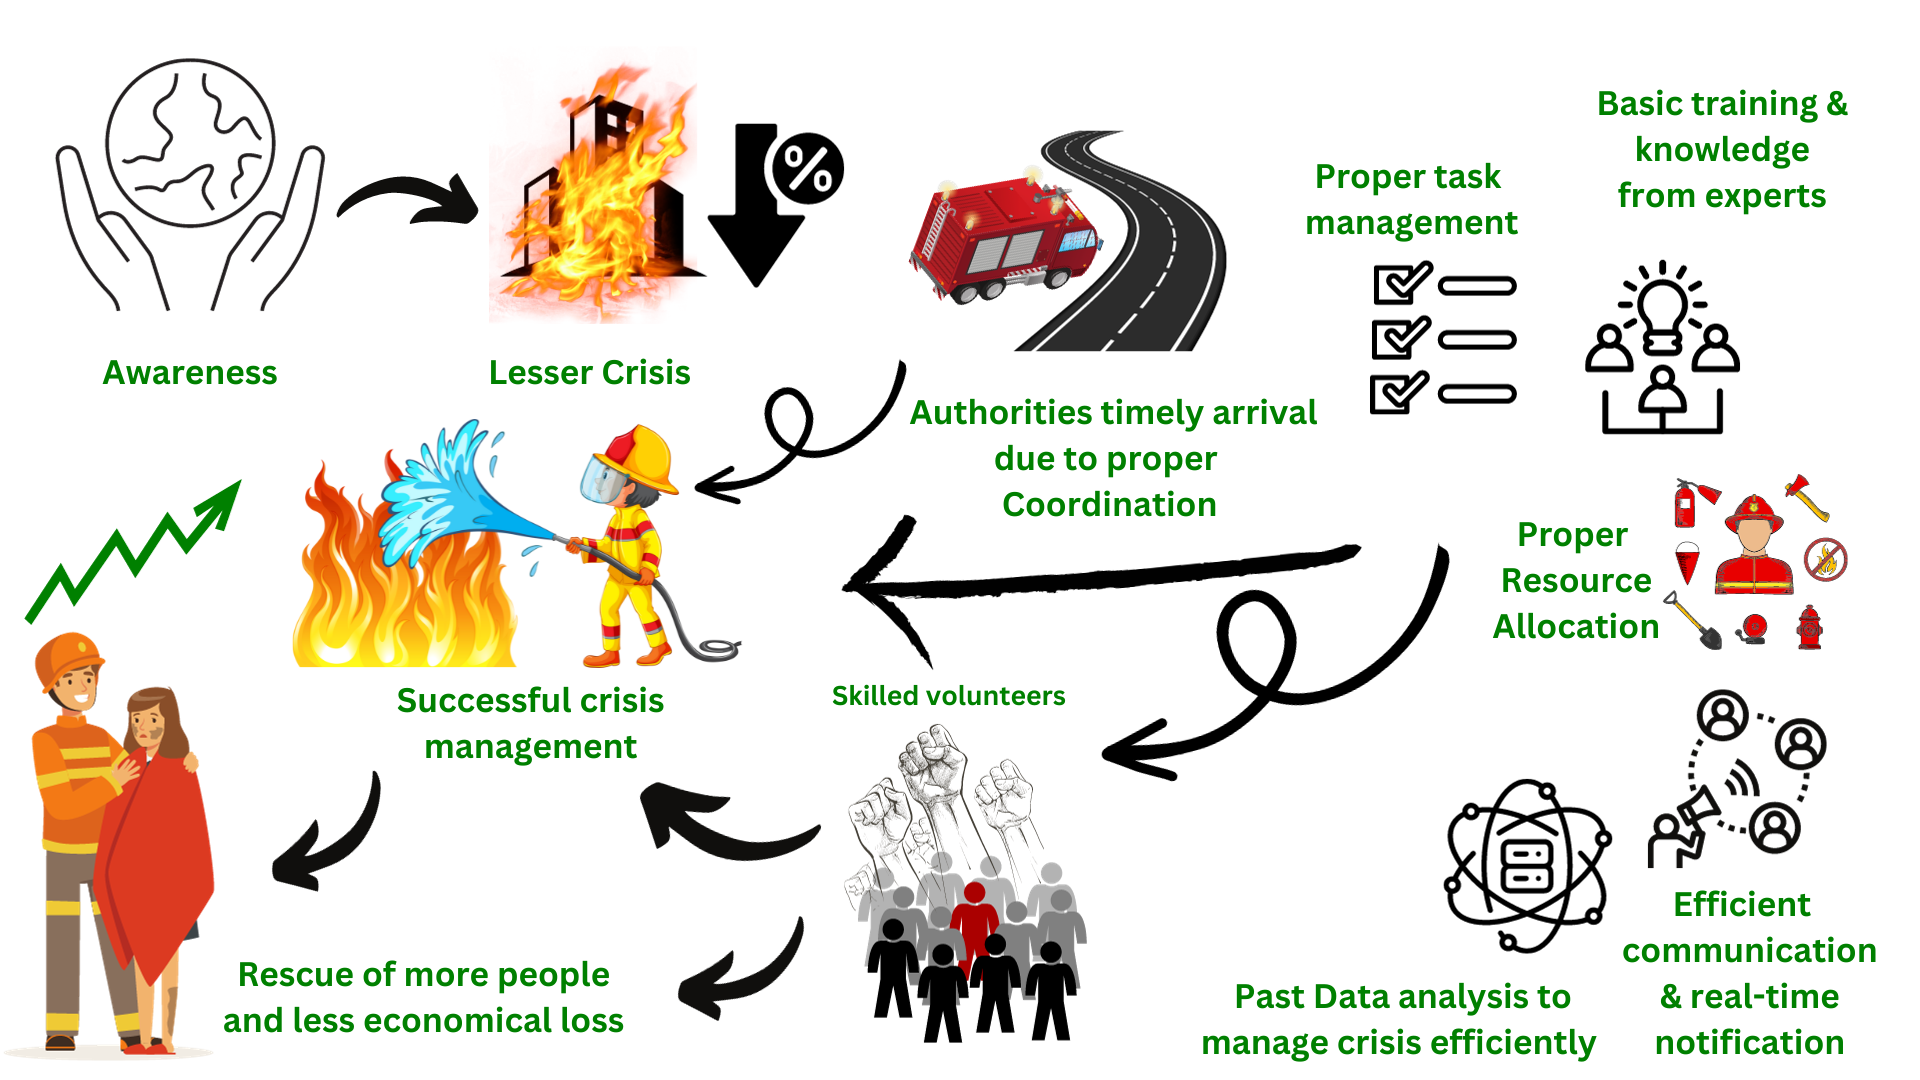 Awareness
Lesser Crisis
%
Authorities timely arrival
due to proper
Coordination
Proper task
management
Basic training &
knowledge
from experts
Proper
Resource
Allocation
Successful crisis
management
Skilled volunteers
Rescue of more people
and less economical loss
Past Data analysis to
manage crisis efficiently
Efficient
communication
& real-time
notification